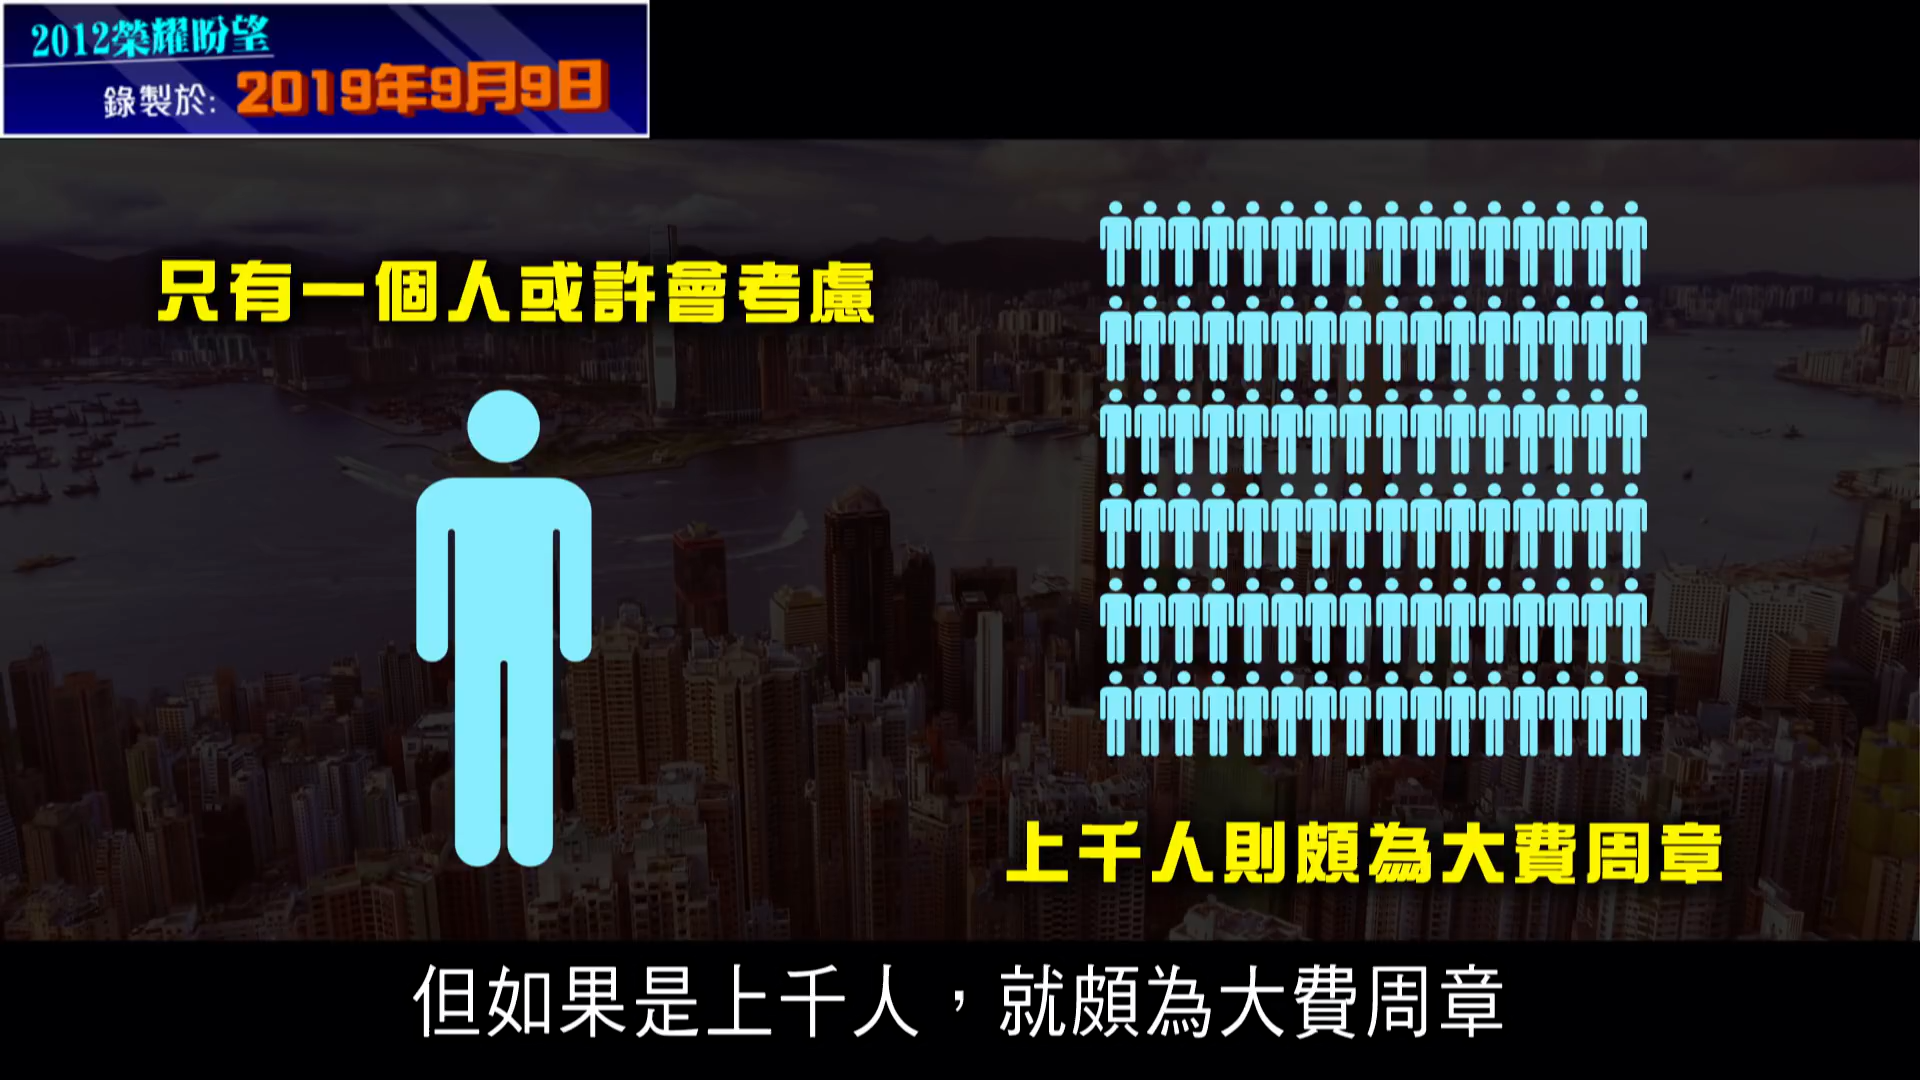 2012榮耀盼望
錄製於: 2019年9月9日
只有一個人或許會考慮
上千人則頗為大費周章
但如果是上千人，就頗為大費周章